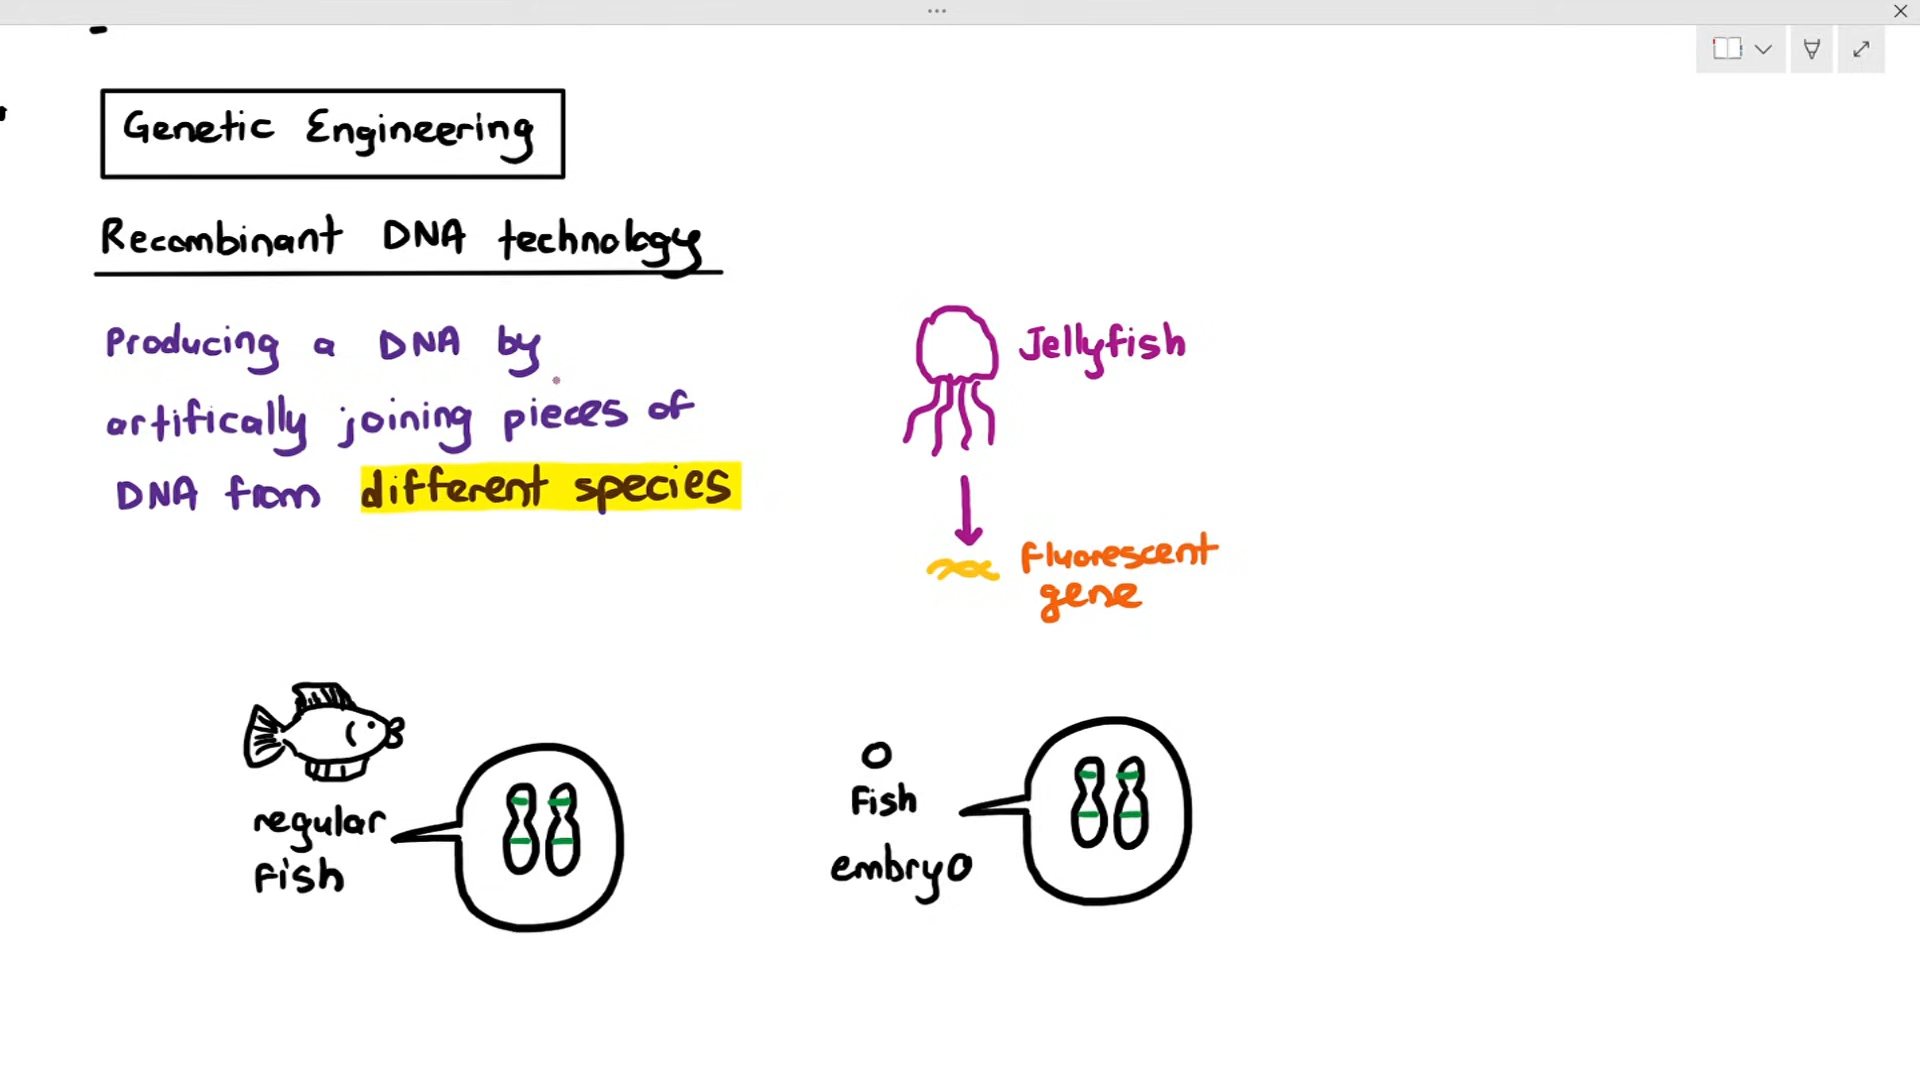 Genetic Engineering
Recombinant DNA technology
Producing a DNA by
artifically joining pieces of
DNA from different species
Jellyfish
fluorescent
gene
regular
fish
Fish
embryo